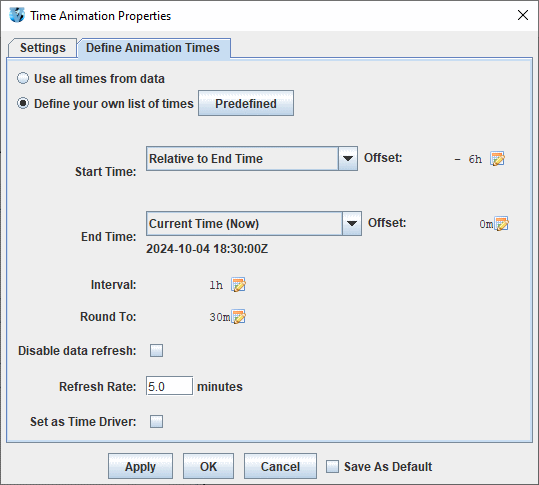 Time Animation Properties
Settings Define Animation Times
Use all times from data
Define your own list of times Predefined
Start Time: Relative to End Time Offset: - 6h
End Time: Current Time (Now) Offset: 0m
2024-10-04 18:30:00Z
Interval: 1h
Round To: 30m
Disable data refresh:
Refresh Rate: 5.0 minutes
Set as Time Driver:
Apply OK Cancel Save As Default